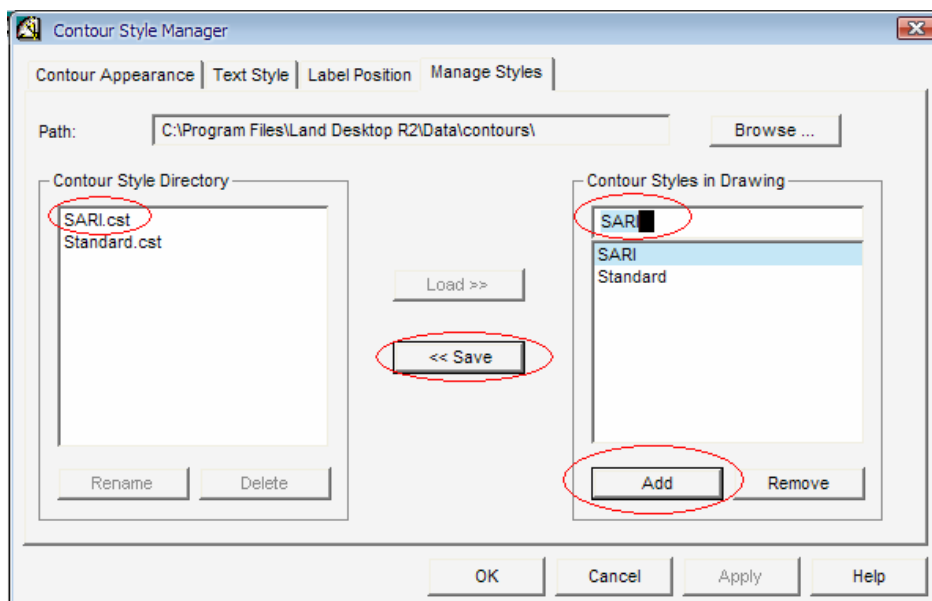 Contour Style Manager
Contour Appearance Text Style Label Position Manage Styles
Path: C:\Program Files\Land Desktop R2\Data\contours\ Browse ...
Contour Style Directory
SARI.cst
Standard.cst
Rename Delete
Load >>
<< Save
Contour Styles in Drawing
SARI
SARI
Standard
Add Remove
OK Cancel Apply Help